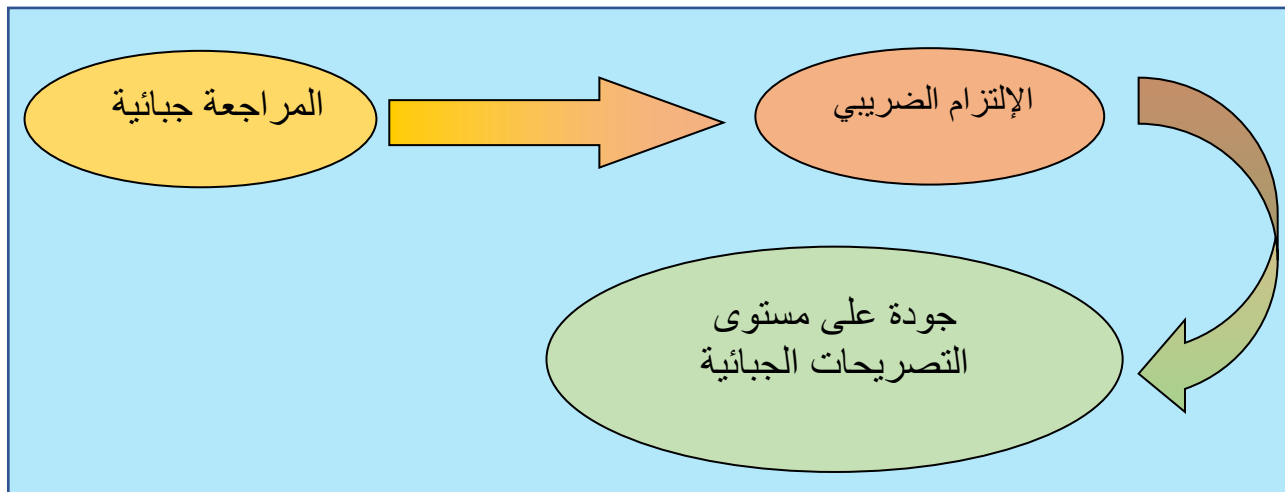 المراجعة جبائية
الإلتزام الضريبي
جودة على مستوى
التصريحات الجبائية